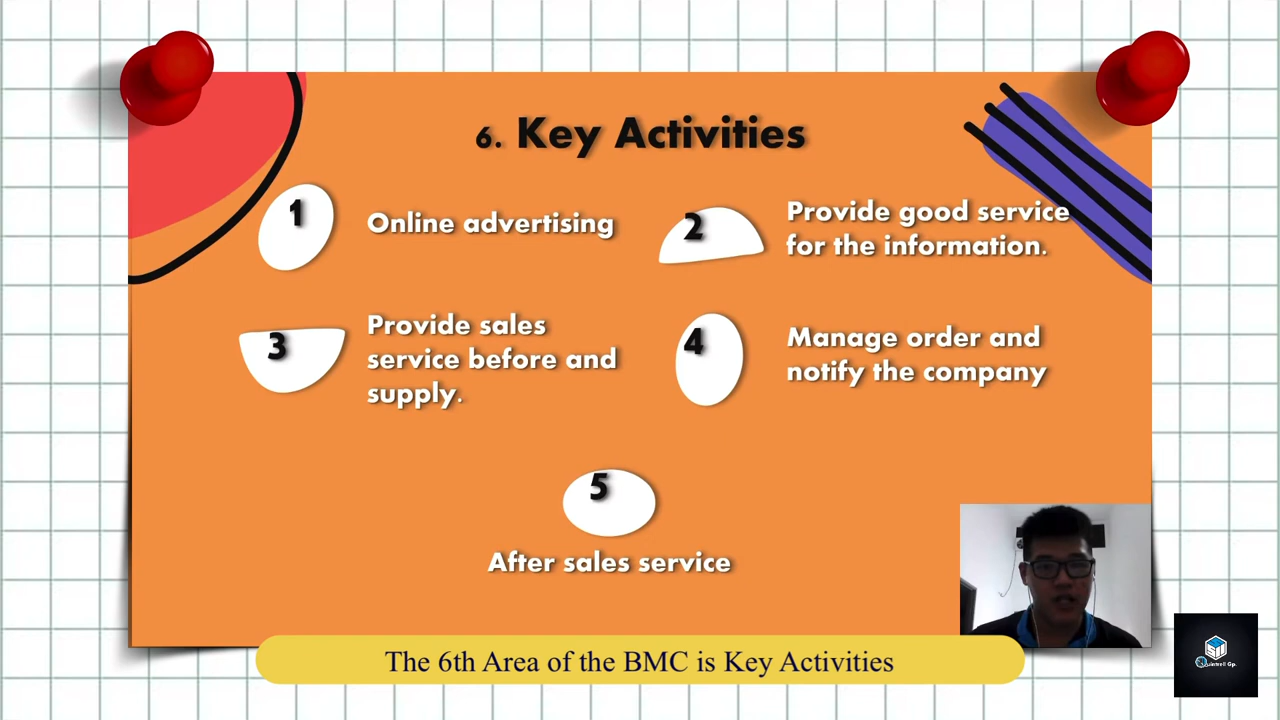 6. Key Activities
1
Online advertising
2
Provide good service
for the information.
3
Provide sales
service before and
supply.
4
Manage order and
notify the company
5
After sales service
The 6th Area of the BMC is Key Activities